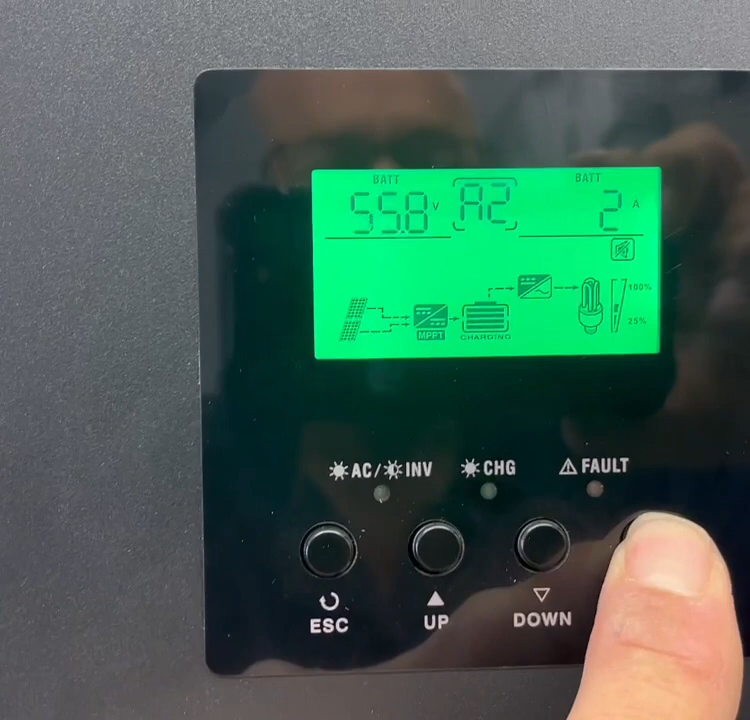 BATT BATT
55.8 V A2 2 A
100%
25%
MPPT CHARGING
AC/ INV CHG FAULT
ESC UP DOWN